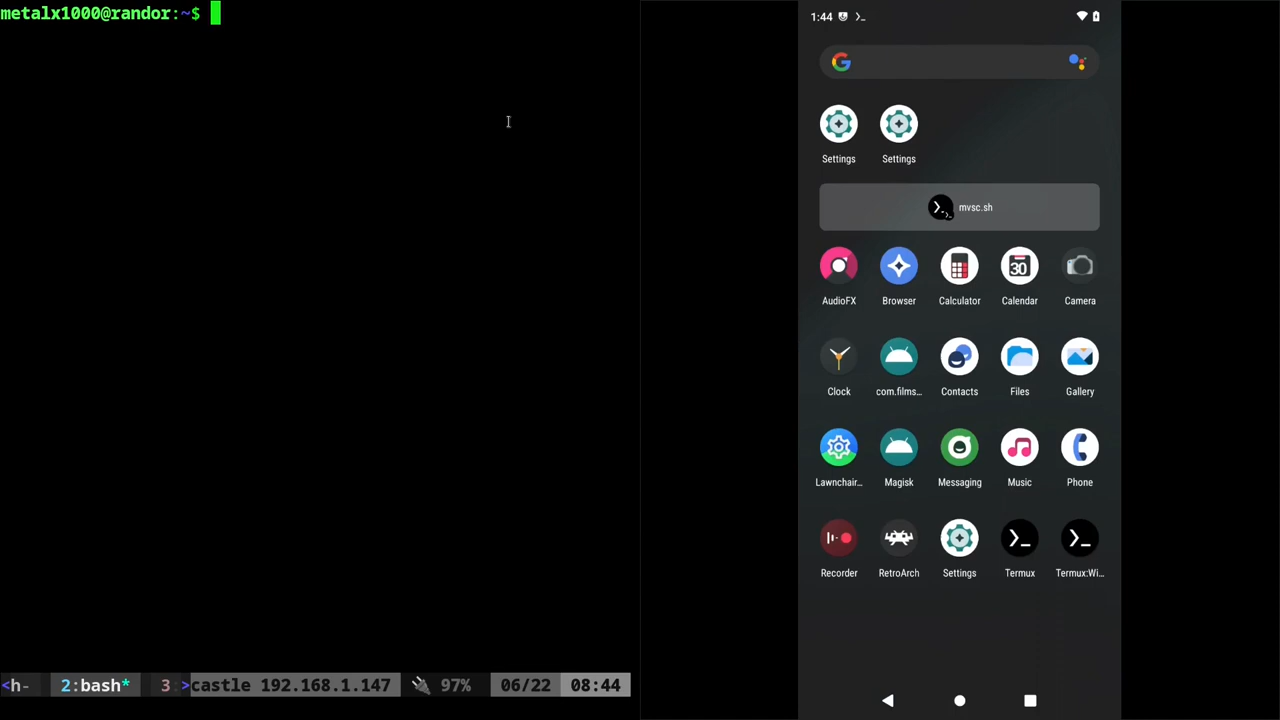 metalx1000@randor:~$
1:44
Settings
Settings
mvsc.sh
AudioFX
Browser
Calculator
30
Calendar
Camera
Clock
com.films…
Contacts
Files
Gallery
Lawnchair…
Magisk
Messaging
Music
Phone
Recorder
RetroArch
Settings
Termux
Termux:Wi…
<h- 2:bash* 3 >castle 192.168.1.147 97% 06/22 08:44